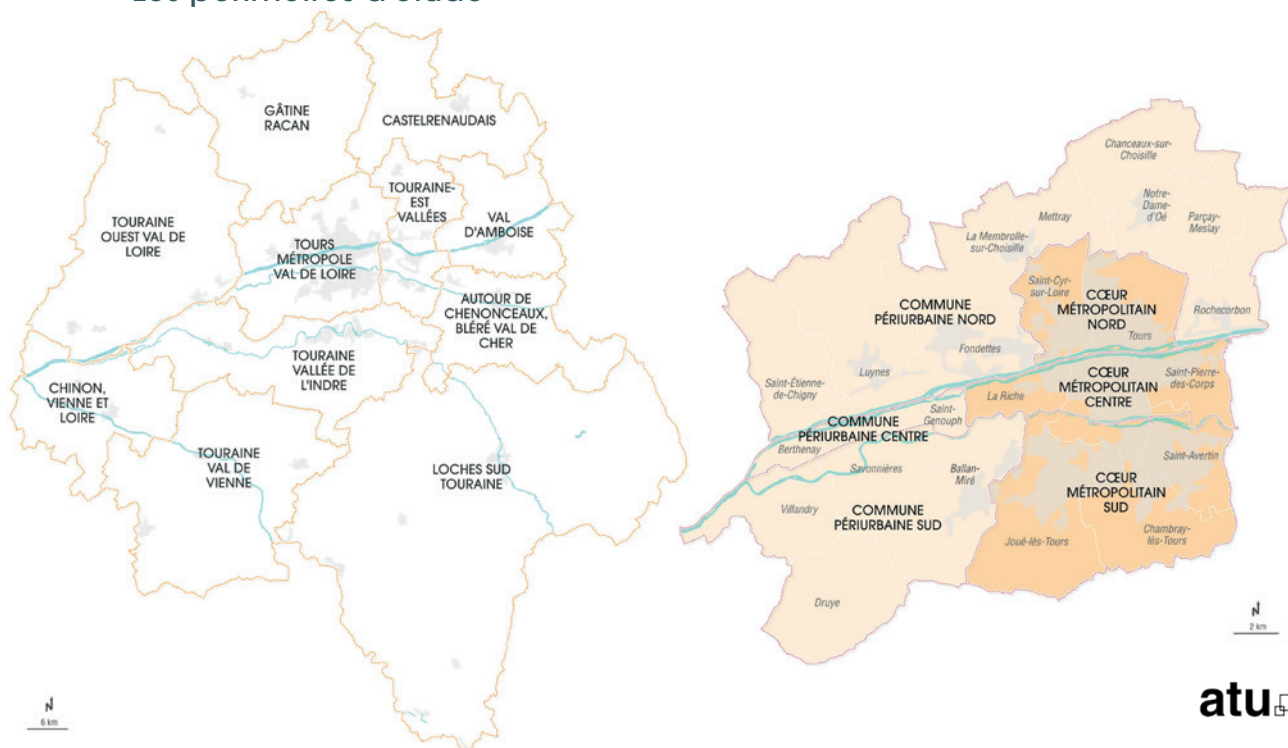 Les périmètres d'étude
GÂTINE
RACAN
CASTELRENAUDAIS
TOURAINE-
EST
VALLÉES
TOURAINE
OUEST VAL DE
LOIRE
VAL
D'AMBOISE
TOURS
MÉTROPOLE
VAL DE LOIRE
AUTOUR DE
CHENONCEAUX,
BLÉRÉ VAL DE
CHER
TOURAINE
VALLÉE DE
L'INDRE
CHINON,
VIENNE ET
LOIRE
TOURAINE
VAL DE
VIENNE
LOCHES SUD
TOURAINE
N
6 km
Chanceaux-sur-
Choisille
Notre-
Dame-
d'Oé
Mettray
Parçay-
Meslay
La Membrolle-
sur-Choisille
Saint-Cyr-
sur-Loire
CŒUR
MÉTROPOLITAIN
NORD
Rochecorbon
COMMUNE
PÉRIURBAINE NORD
Tours
Fondettes
Luynes
Saint-Étienne-
de-Chigny
CŒUR
MÉTROPOLITAIN
CENTRE
Saint-Pierre-
des-Corps
La Riche
Saint-
Genouph
COMMUNE
PÉRIURBAINE CENTRE
Berthenay
Savonnières
Ballan-
Miré
Saint-Avertin
CŒUR
MÉTROPOLITAIN
SUD
Villandry
COMMUNE
PÉRIURBAINE SUD
Joué-lès-Tours
Chambray-
lès-Tours
Druye
N
2 km
atu